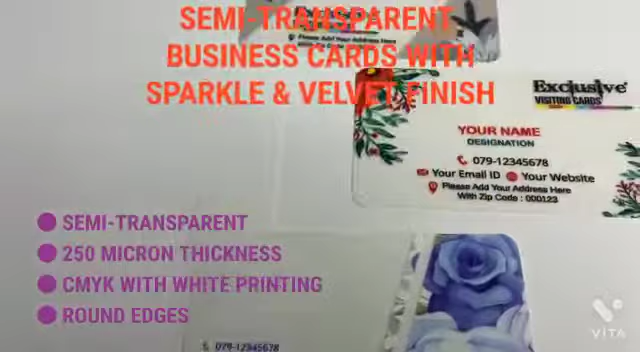 SEMI-TRANSPARENT
BUSINESS CARDS WITH
SPARKLE & VELVET FINISH
Please Add Your Address Here
Exclusive
VISITING CARDS
YOUR NAME
DESIGNATION
079-12345678
Your Email ID Your Website
Please Add Your Address Here
With Zip Code : 000123
SEMI-TRANSPARENT
250 MICRON THICKNESS
CMYK WITH WHITE PRINTING
ROUND EDGES
079-12345678
VITA